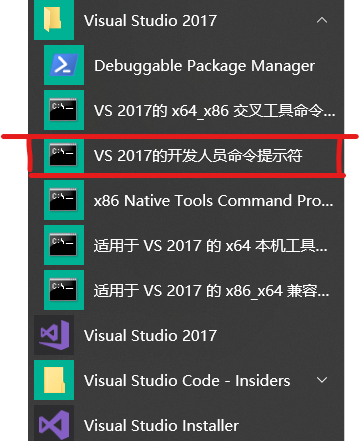 Visual Studio 2017
Debuggable Package Manager
VS 2017的 x64_x86 交叉工具命令...
VS 2017的开发人员命令提示符
x86 Native Tools Command Pro...
适用于 VS 2017 的 x64 本机工具...
适用于 VS 2017 的 x86_x64 兼容...
Visual Studio 2017
Visual Studio Code - Insiders
Visual Studio Installer